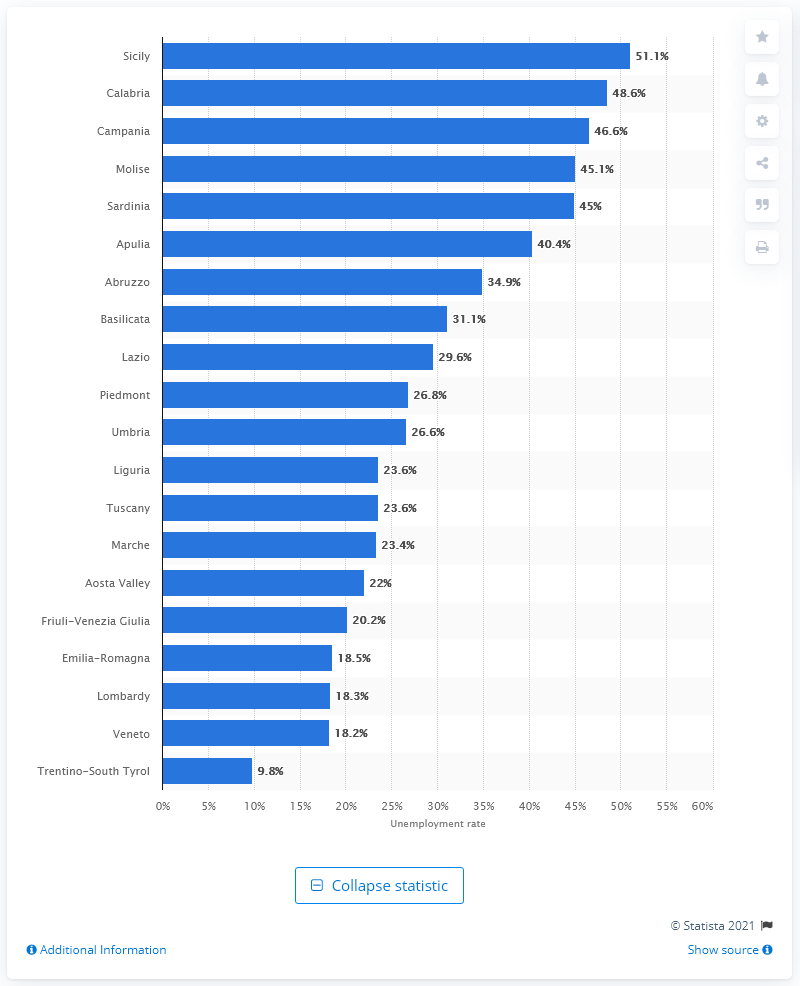 Sicily 51.1%
Calabria 48.6%
Campania 46.6%
Molise 45.1%
Sardinia 45%
Apulia 40.4%
Abruzzo 34.9%
Basilicata 31.1%
Lazio 29.6%
Piedmont 26.8%
Umbria 26.6%
Liguria 23.6%
Tuscany 23.6%
Marche 23.4%
Aosta Valley 22%
Friuli-Venezia Giulia 20.2%
Emilia-Romagna 18.5%
Lombardy 18.3%
Veneto 18.2%
Trentino-South Tyrol 9.8%
0% 5% 10% 15% 20% 25% 30% 35% 40% 45% 50% 55% 60%
Unemployment rate
Collapse statistic
© Statista 2021
Additional Information Show source